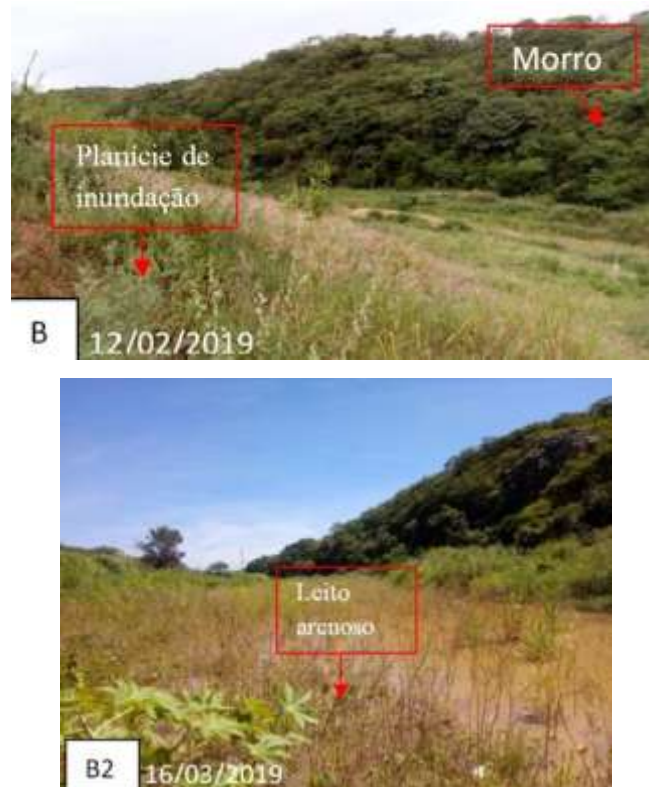 Morro
Planície de
inundação
B
12/02/2019
Leito
arenoso
B2
16/03/2019